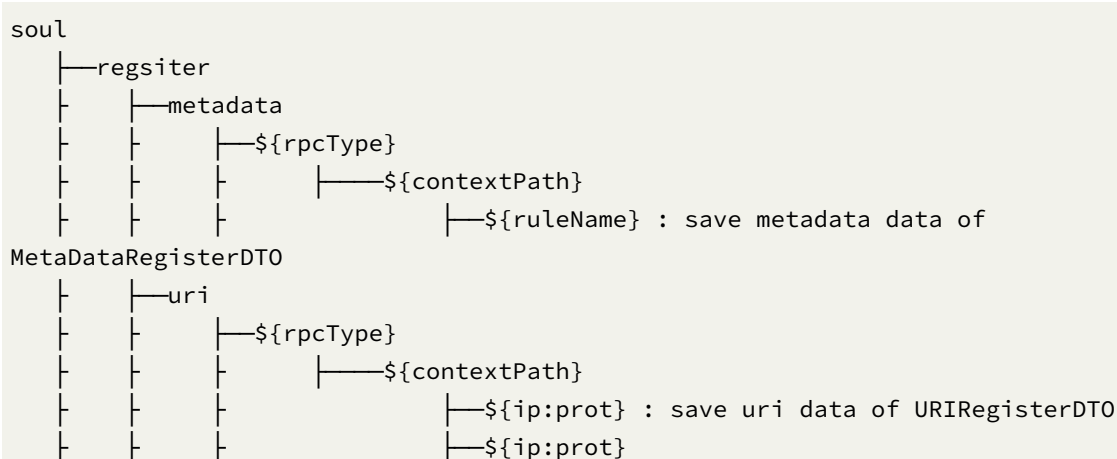 soul
   ├──regsiter
   ├    ├──metadata
   ├    ├     ├──${rpcType}
   ├    ├     ├      ├────${contextPath}
   ├    ├     ├               ├──${ruleName} : save metadata data of
MetaDataRegisterDTO
   ├    ├──uri
   ├    ├     ├──${rpcType}
   ├    ├     ├      ├────${contextPath}
   ├    ├     ├               ├──${ip:prot} : save uri data of URIRegisterDTO
   ├    ├     ├               ├──${ip:prot}